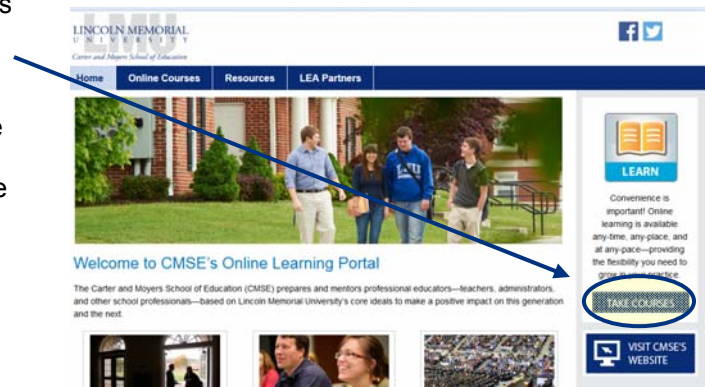 s
e
e
LINCOLN MEMORIAL
UNIVERSITY
Carter and Moyers School of Education
Home Online Courses Resources LEA Partners
LEARN
Convenience is
important! Online
learning is available
any-time, any-place, and
at any-pace—providing
the flexibility you need to
grow in your practice.
TAKE COURSES
VISIT CMSE'S
WEBSITE
Welcome to CMSE's Online Learning Portal
The Carter and Moyers School of Education (CMSE) prepares and mentors professional educators—teachers, administrators,
and other school professionals—based on Lincoln Memorial University's core ideals to make a positive impact on this generation
and the next.